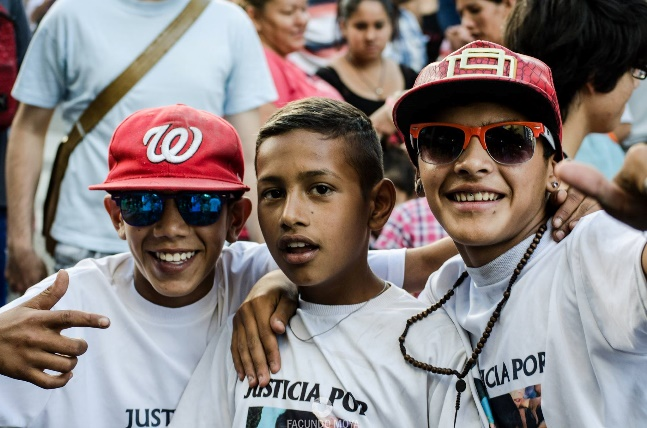 W
JUST
JUSTICIA POR
CIA POR
FACUNDO MOYA